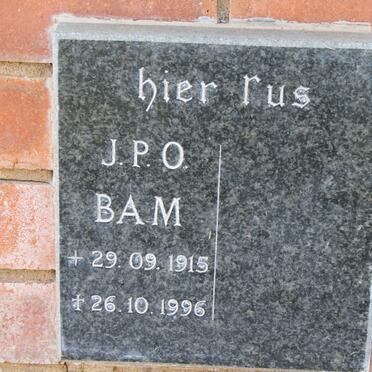 hier rus
J.P.O.
BAM
+ 29.09.1915
‡ 26.10.1996